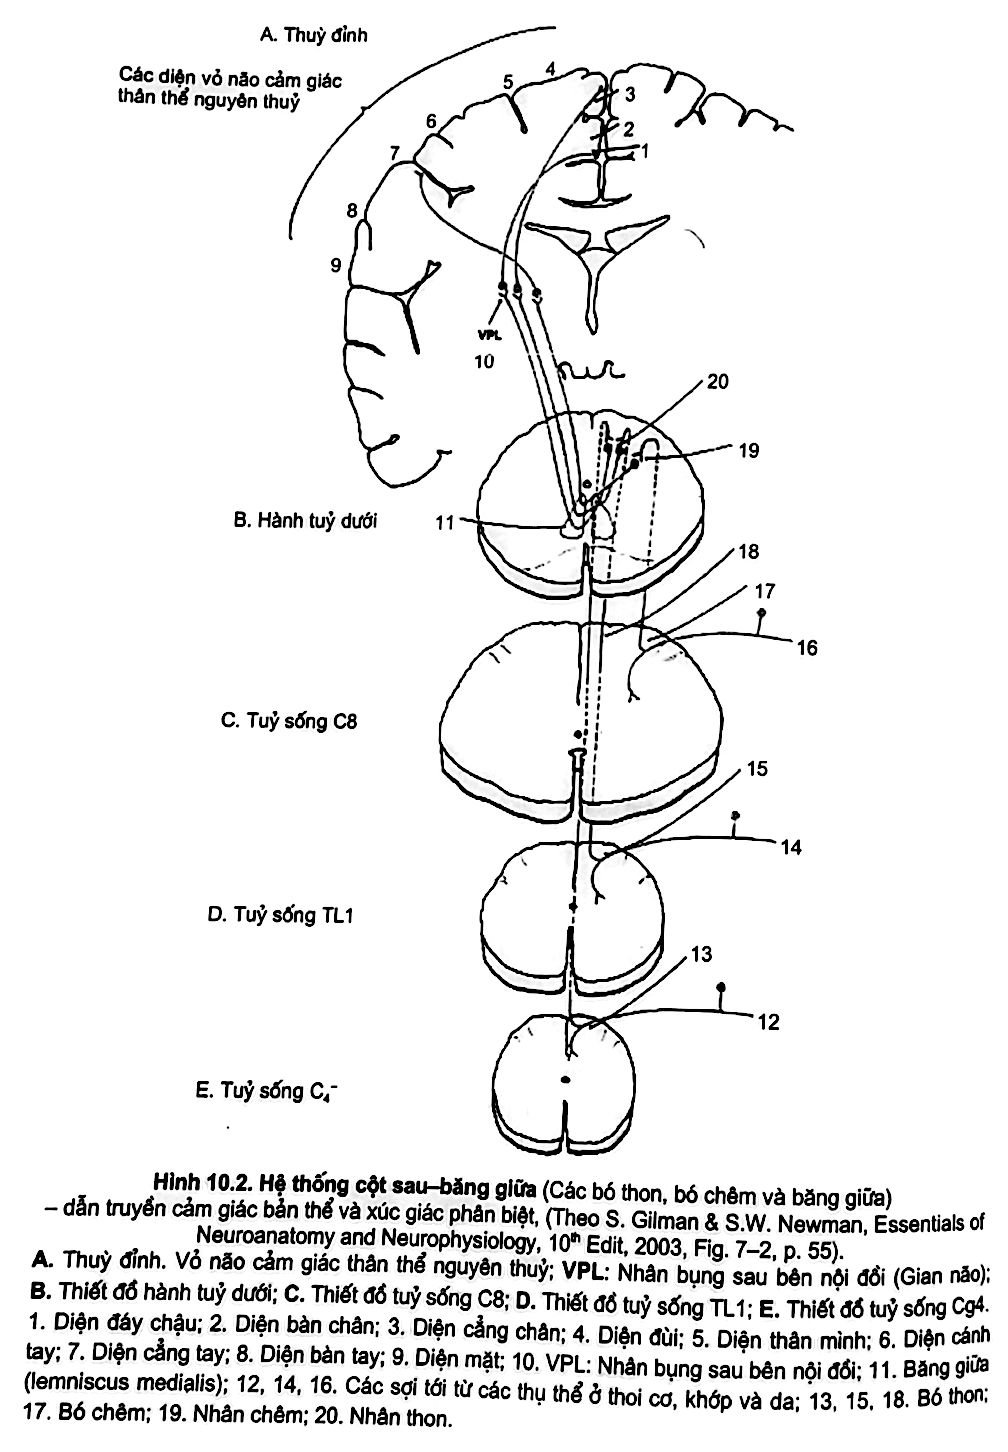 A. Thuỳ đỉnh
Các diện vỏ não cảm giác
thân thể nguyên thuỷ
4
5
3
6
2
7
1
8
9
VPL
10
20
19
B. Hành tuỷ dưới
11
18
17
16
C. Tuỷ sống C8
15
14
D. Tuỷ sống TL1
13
12
E. Tuỷ sống C₄⁻
Hình 10.2. Hệ thống cột sau–băng giữa (Các bó thon, bó chêm và băng giữa)
– dẫn truyền cảm giác bản thể và xúc giác phân biệt, (Theo S. Gilman & S.W. Newman, Essentials of
Neuroanatomy and Neurophysiology, 10th Edit, 2003, Fig. 7–2, p. 55).
A. Thuỳ đỉnh. Vỏ não cảm giác thân thể nguyên thuỷ; VPL: Nhân bụng sau bên nội đồi (Gian não);
B. Thiết đồ hành tuỷ dưới; C. Thiết đồ tuỷ sống C8; D. Thiết đồ tuỷ sống TL1; E. Thiết đồ tuỷ sống Cg4.
1. Diện đáy chậu; 2. Diện bàn chân; 3. Diện cẳng chân; 4. Diện đùi; 5. Diện thân mình; 6. Diện cánh
tay; 7. Diện cẳng tay; 8. Diện bàn tay; 9. Diện mặt; 10. VPL: Nhân bụng sau bên nội đồi; 11. Băng giữa
(lemniscus medialis); 12, 14, 16. Các sợi tới từ các thụ thể ở thoi cơ, khớp và da; 13, 15, 18. Bó thon;
17. Bó chêm; 19. Nhân chêm; 20. Nhân thon.